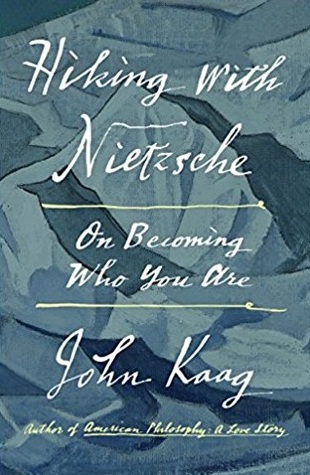 Hiking with
Nietzsche
On Becoming
Who You Are
John Kaag
Author of American Philosophy: A Love Story